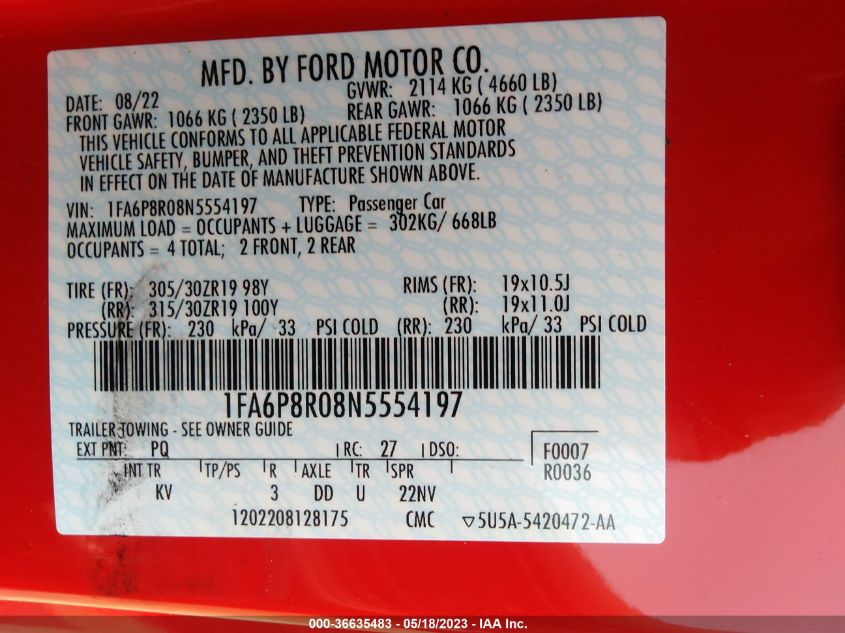 MFD. BY FORD MOTOR CO.
DATE: 08/22 GVWR: 2114 KG ( 4660 LB)
FRONT GAWR: 1066 KG ( 2350 LB) REAR GAWR: 1066 KG ( 2350 LB)
THIS VEHICLE CONFORMS TO ALL APPLICABLE FEDERAL MOTOR
VEHICLE SAFETY, BUMPER, AND THEFT PREVENTION STANDARDS
IN EFFECT ON THE DATE OF MANUFACTURE SHOWN ABOVE.
VIN: 1FA6P8R08N5554197 TYPE: Passenger Car
MAXIMUM LOAD = OCCUPANTS + LUGGAGE = 302KG/ 668LB
OCCUPANTS = 4 TOTAL; 2 FRONT, 2 REAR
TIRE (FR): 305/30ZR19 98Y RIMS (FR): 19x10.5J
(RR): 315/30ZR19 100Y (RR): 19x11.0J
PRESSURE (FR): 230 kPa/ 33 PSI COLD (RR): 230 kPa/ 33 PSI COLD
1FA6P8R08N5554197
TRAILER TOWING - SEE OWNER GUIDE
EXT PNT: PQ RC: 27 DSO: F0007
INT TR TP/PS R AXLE TR SPR R0036
KV 3 DD U 22NV
1202208128175 CMC ▽5U5A-5420472-AA
000-36635483 - 05/18/2023 - IAA Inc.